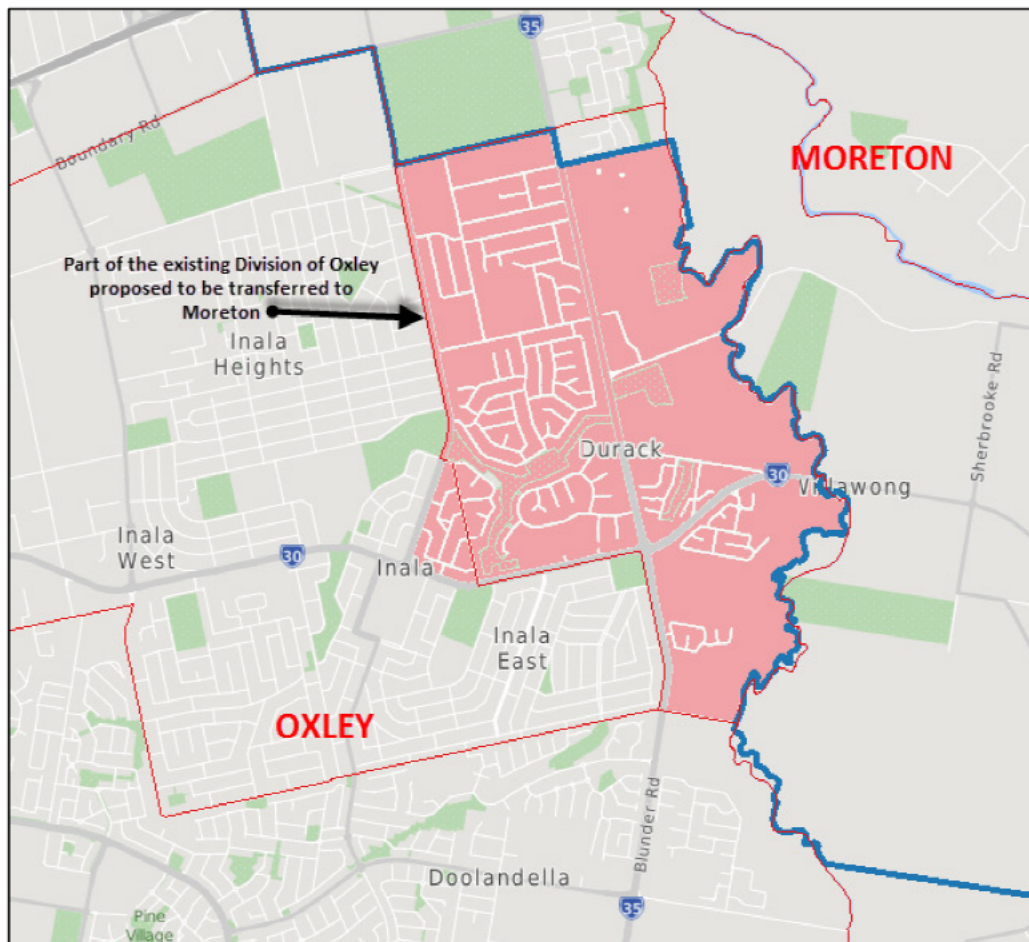 35
MORETON
Boundary Rd
Part of the existing Division of Oxley
proposed to be transferred to
Moreton
Inala
Heights
Sherbrooke Rd
Durack
30
Willawong
Inala
West
30
Inala
Inala
East
OXLEY
Blunder Rd
Doolandella
35
Pine
Village